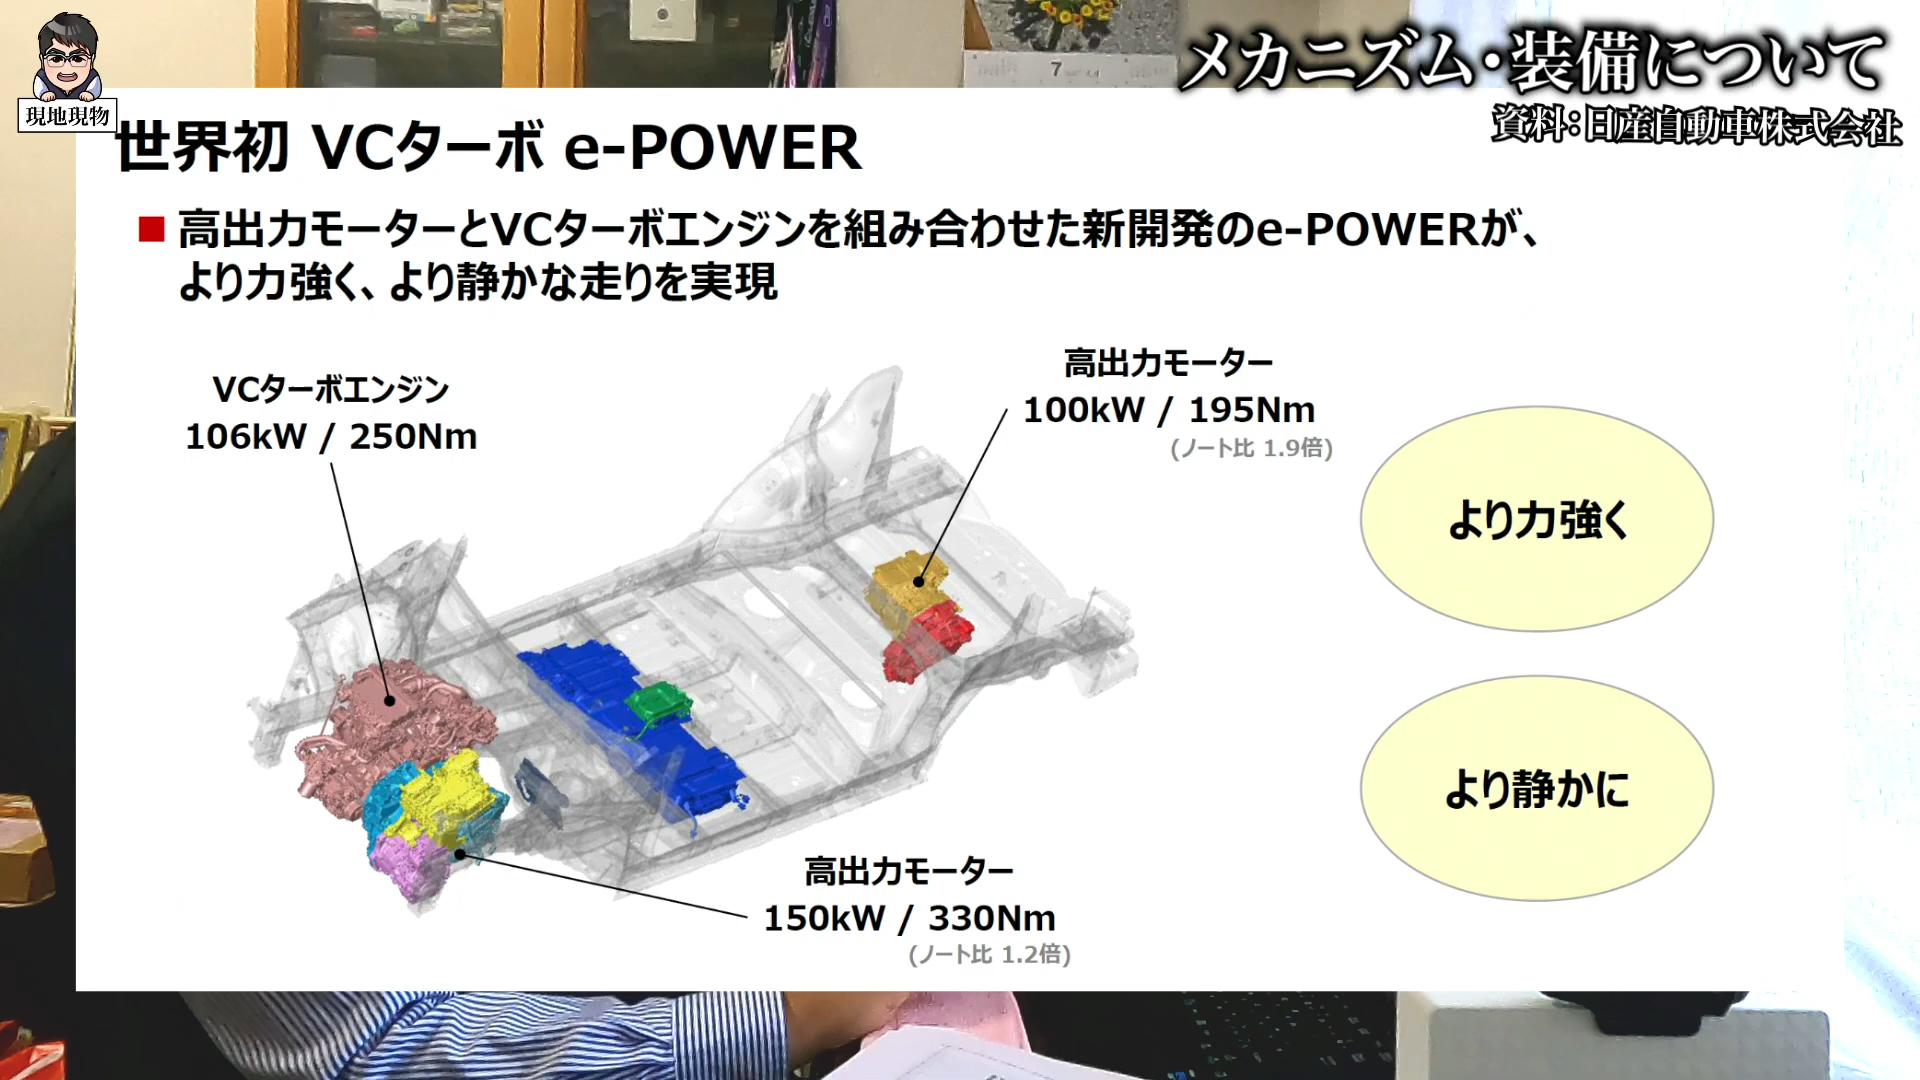 メカニズム・装備について
資料：日産自動車株式会社
現地現物
7
世界初 VCターボ e-POWER
■ 高出力モーターとVCターボエンジンを組み合わせた新開発のe-POWERが、
より力強く、より静かな走りを実現
VCターボエンジン
106kW / 250Nm
高出力モーター
100kW / 195Nm
(ノート比 1.9倍)
より力強く
より静かに
高出力モーター
150kW / 330Nm
(ノート比 1.2倍)